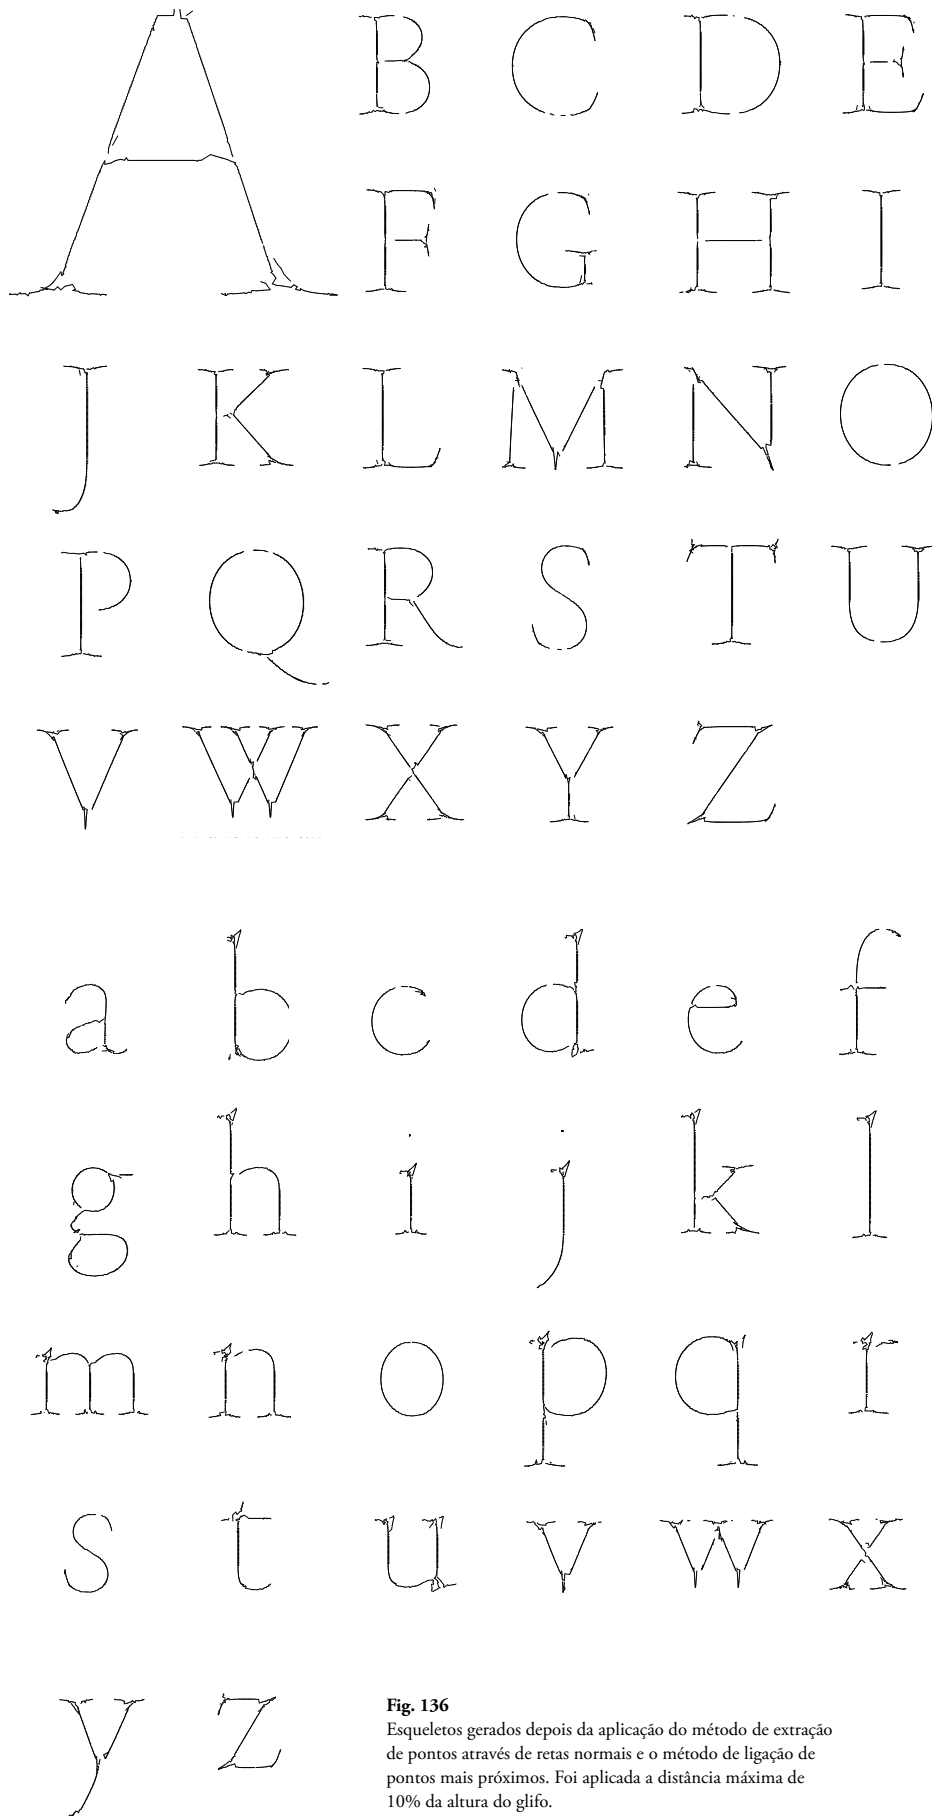 A B C D E
F G H I
J K L M N O
P Q R S T U
V W X Y Z
a b c d e f
g h i j k l
m n o p q r
s t u v w x
y z
Fig. 136
Esqueletos gerados depois da aplicação do método de extração
de pontos através de retas normais e o método de ligação de
pontos mais próximos. Foi aplicada a distância máxima de
10% da altura do glifo.